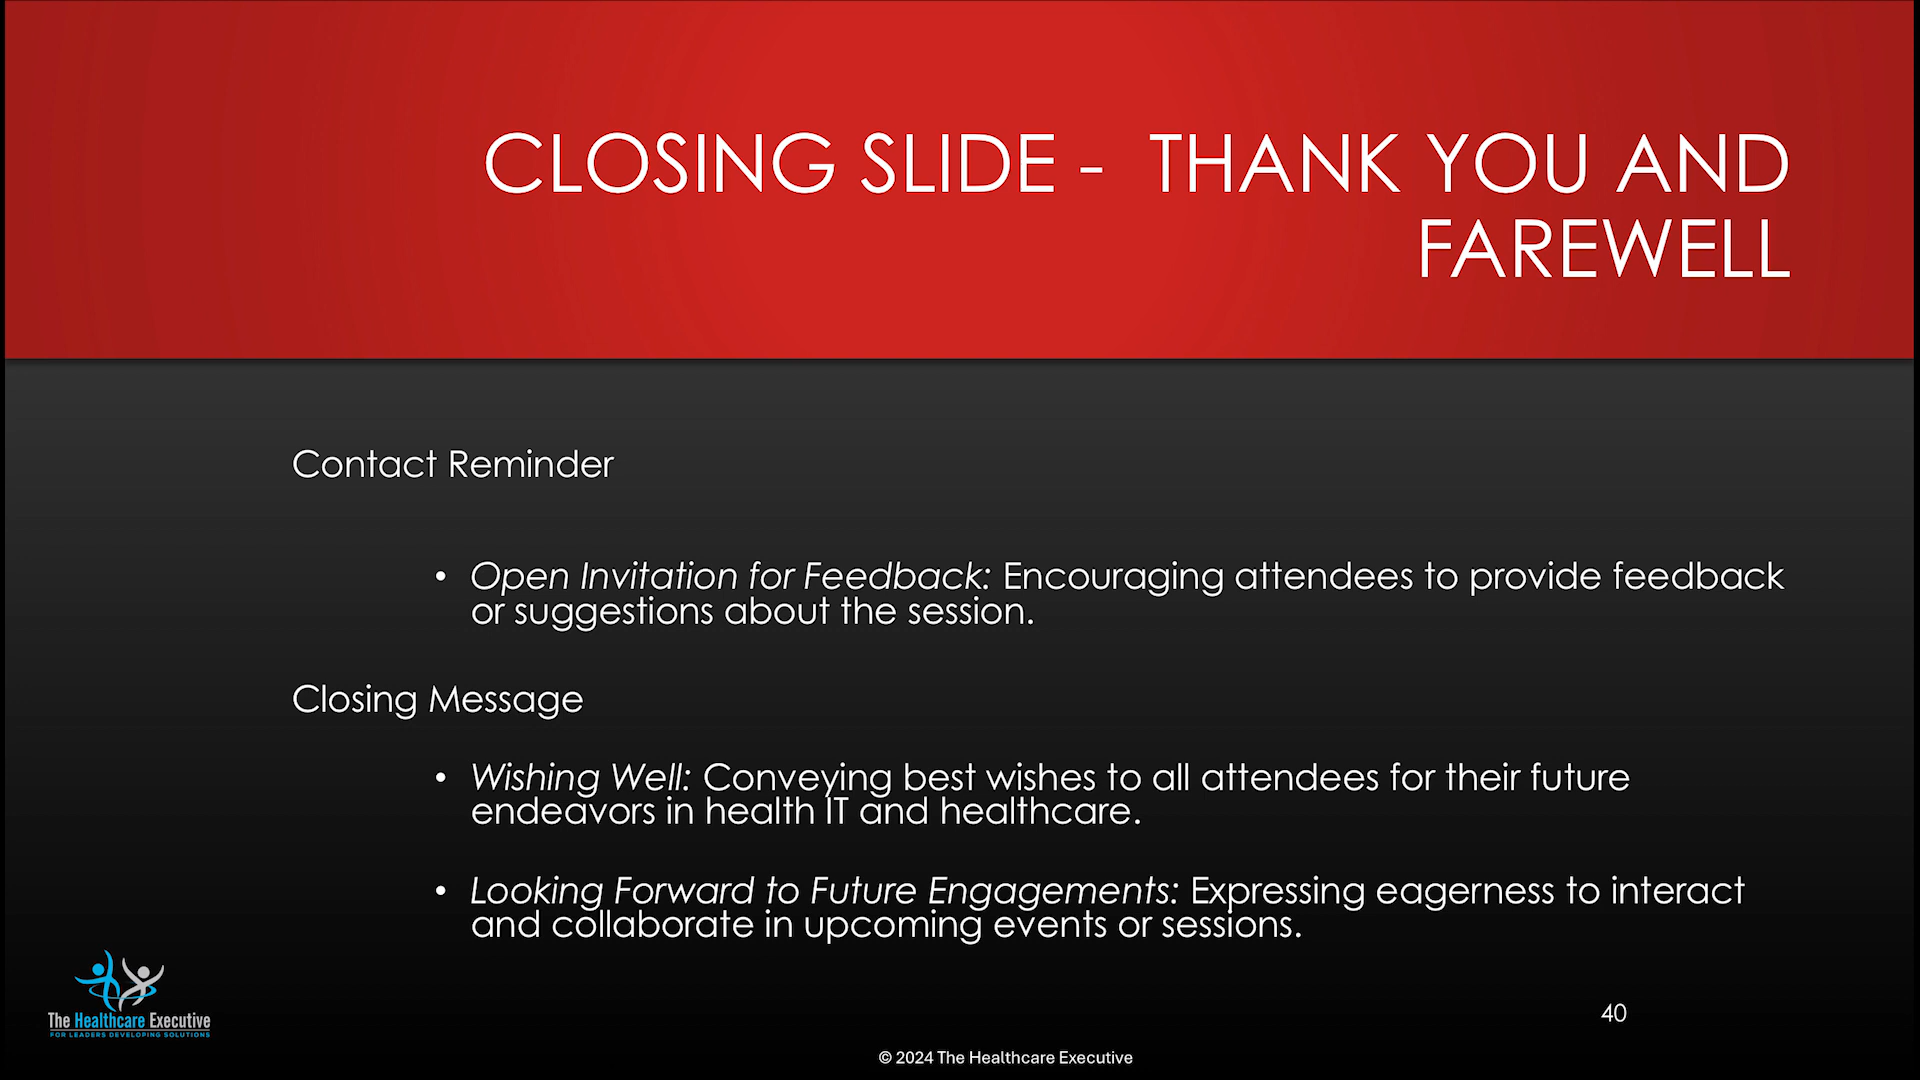 CLOSING SLIDE - THANK YOU AND
FAREWELL
Contact Reminder
• Open Invitation for Feedback: Encouraging attendees to provide feedback
or suggestions about the session.
Closing Message
• Wishing Well: Conveying best wishes to all attendees for their future
endeavors in health IT and healthcare.
• Looking Forward to Future Engagements: Expressing eagerness to interact
and collaborate in upcoming events or sessions.
The Healthcare Executive
FOR LEADERS DEVELOPING SOLUTIONS
40
© 2024 The Healthcare Executive